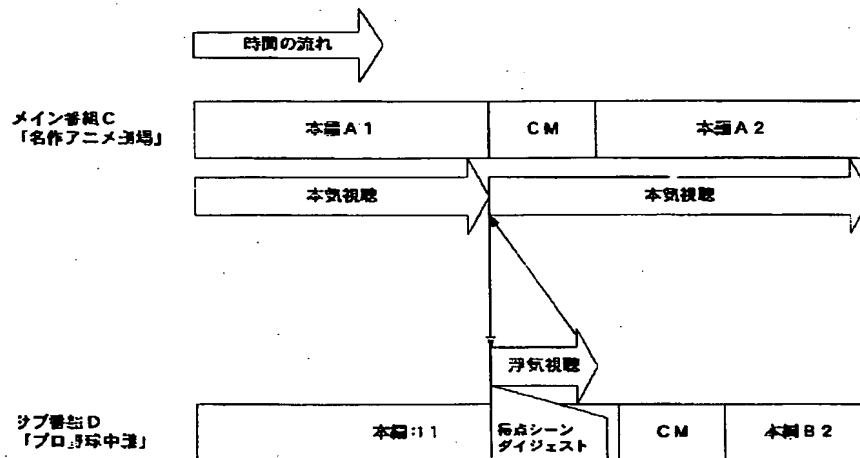 時間の流れ
メイン番組C
「名作アニメ劇場」
本編A1
CM
本編A2
本気視聴
本気視聴
浮気視聴
サブ番組D
「プロ野球中継」
本編B1
得点シーン
ダイジェスト
CM
本編B2